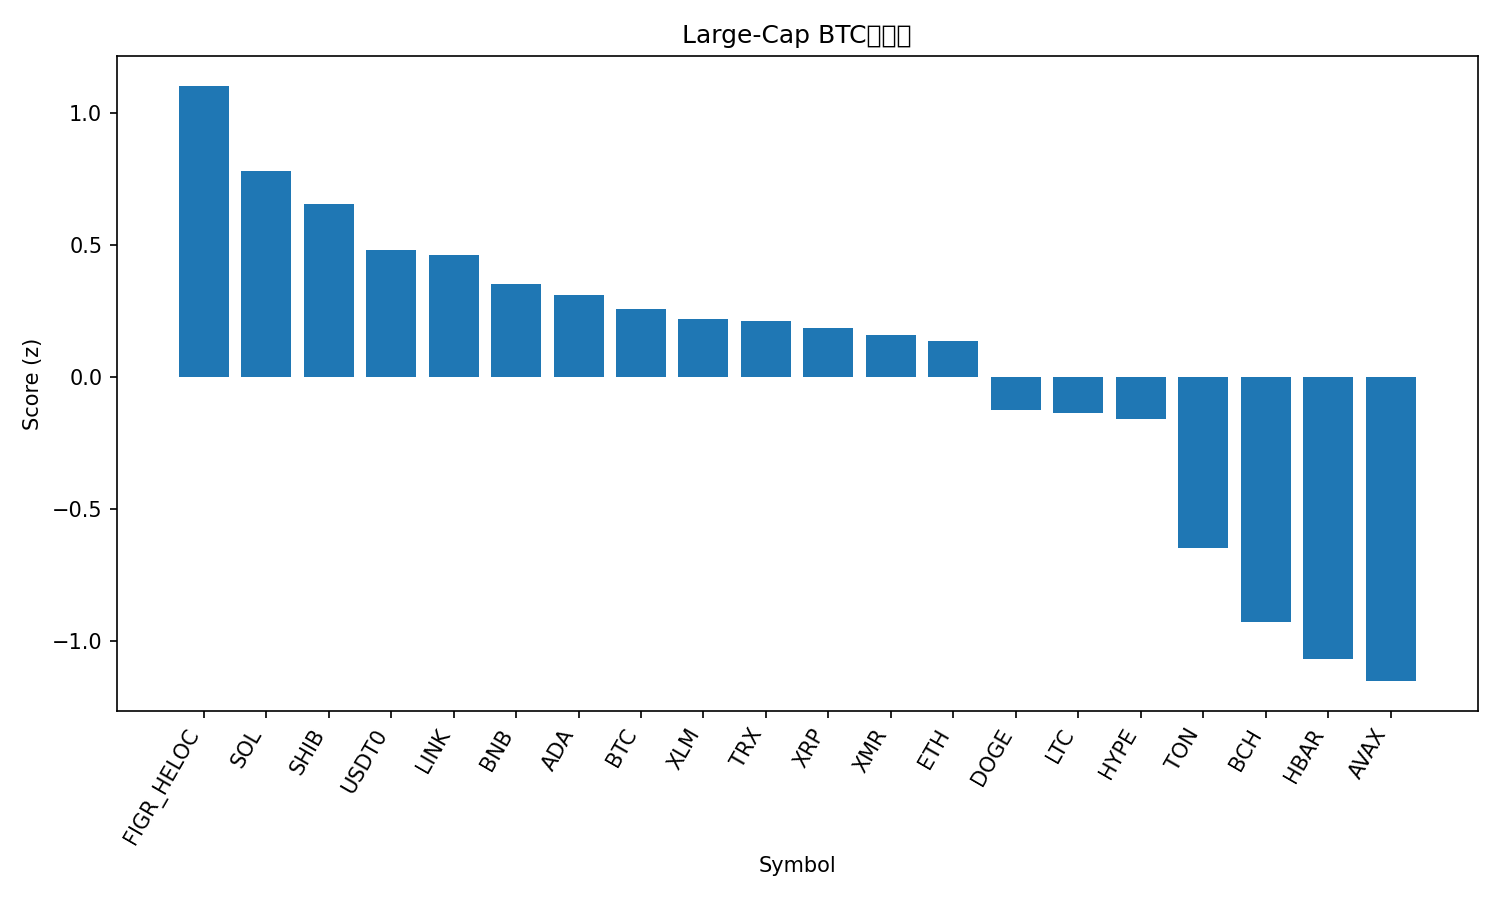 Large-Cap BTC
1.0
0.5
0.0
−0.5
−1.0
Score (z)
FIGR_HELOC
SOL
SHIB
USDT0
LINK
BNB
ADA
BTC
XLM
TRX
XRP
XMR
ETH
DOGE
LTC
HYPE
TON
BCH
HBAR
AVAX
Symbol